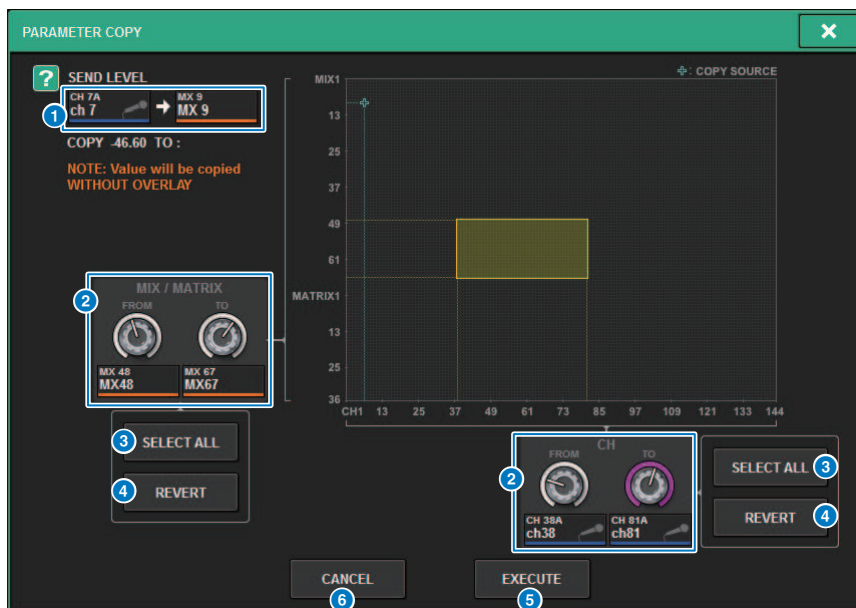 PARAMETER COPY
?
SEND LEVEL
CH 7A
ch 7
MX 9
MX 9
1
COPY -46.60 TO :
NOTE: Value will be copied
WITHOUT OVERLAY
: COPY SOURCE
MIX1
13
25
37
49
61
MATRIX1
13
25
36
CH1 13 25 37 49 61 73 85 97 109 121 133 144
2
MIX / MATRIX
FROM TO
MX 48
MX48
MX 67
MX67
3
SELECT ALL
4
REVERT
2
CH
FROM TO
CH 38A
ch38
CH 81A
ch81
SELECT ALL
3
REVERT
4
CANCEL
6
EXECUTE
5